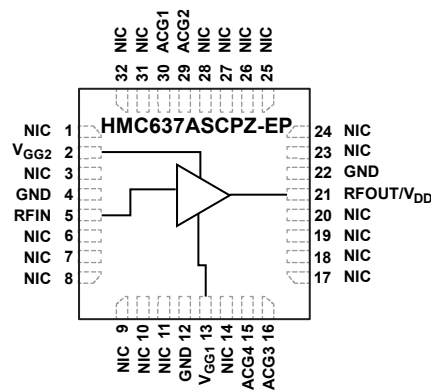 NIC
NIC
ACG1
ACG2
NIC
NIC
NIC
NIC
32
31
30
29
28
27
26
25
HMC637ASCPZ-EP
NIC 1
VGG2 2
NIC 3
GND 4
RFIN 5
NIC 6
NIC 7
NIC 8
24 NIC
23 NIC
22 GND
21 RFOUT/VDD
20 NIC
19 NIC
18 NIC
17 NIC
NIC 9
NIC 10
NIC 11
GND 12
VGG1 13
NIC 14
ACG4 15
ACG3 16